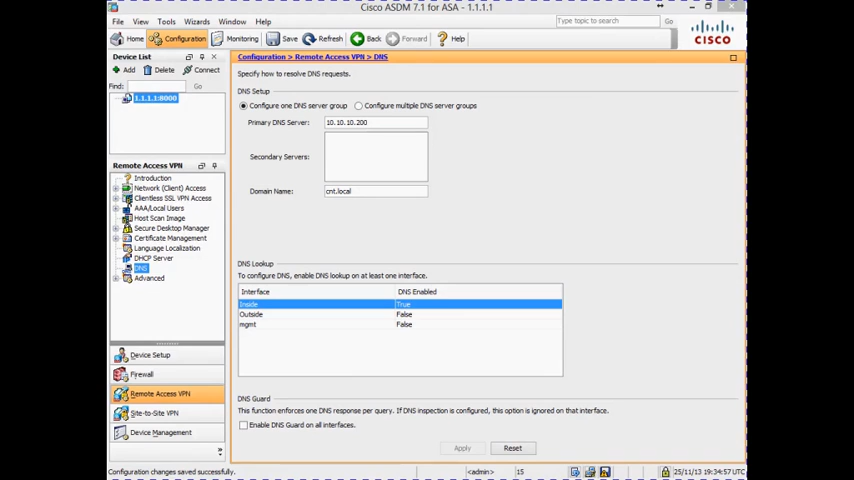 Cisco ASDM 7.1 for ASA - 1.1.1.1
File View Tools Wizards Window Help
Type topic to search Go
Home Configuration Monitoring Save Refresh Back Forward Help
CISCO
Device List
Add Delete Connect
Find: Go
1.1.1.1:8000
Remote Access VPN
Introduction
Network (Client) Access
Clientless SSL VPN Access
AAA/Local Users
Host Scan Image
Secure Desktop Manager
Certificate Management
Language Localization
DHCP Server
DNS
Advanced
Device Setup
Firewall
Remote Access VPN
Site-to-Site VPN
Device Management
Configuration > Remote Access VPN > DNS
Specify how to resolve DNS requests.
DNS Setup
Configure one DNS server group Configure multiple DNS server groups
Primary DNS Server: 10.10.10.200
Secondary Servers:
Domain Name: cnt.local
DNS Lookup
To configure DNS, enable DNS lookup on at least one interface.
Interface DNS Enabled
Inside True
Outside False
mgmt False
DNS Guard
This function enforces one DNS response per query. If DNS inspection is configured, this option is ignored on that interface.
Enable DNS Guard on all interfaces.
Apply Reset
Configuration changes saved successfully. <admin> 15 25/11/13 19:34:57 UTC